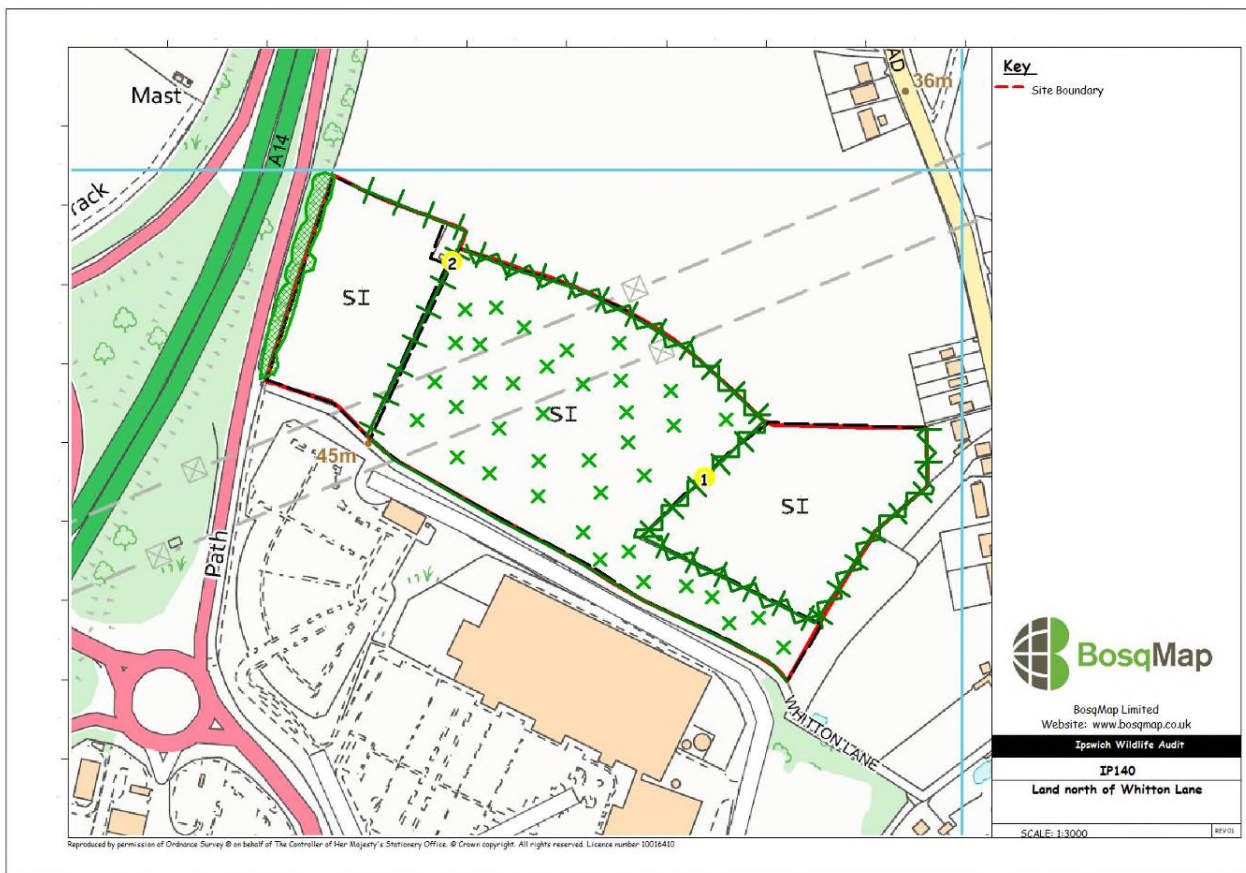 Mast
A14
rack
AD
36m
SI
2
SI
1
SI
45m
Path
WHITTON LANE
Key
Site Boundary
BosqMap
BosqMap Limited
Website: www.bosqmap.co.uk
Ipswich Wildlife Audit
IP140
Land north of Whitton Lane
SCALE: 1:3000
REV01
Reproduced by permission of Ordnance Survey ® on behalf of The Controller of Her Majesty's Stationery Office. © Crown copyright. All rights reserved. Licence number 10016410